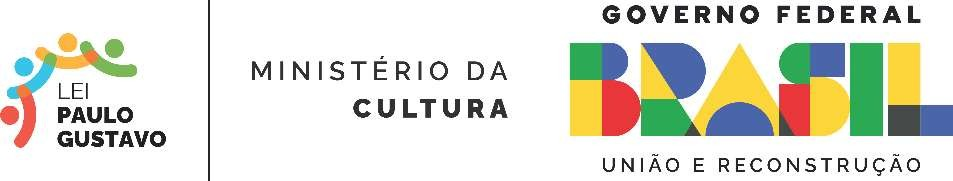 LEI
PAULO
GUSTAVO
MINISTÉRIO DA
CULTURA
GOVERNO FEDERAL
BRASIL
UNIÃO E RECONSTRUÇÃO